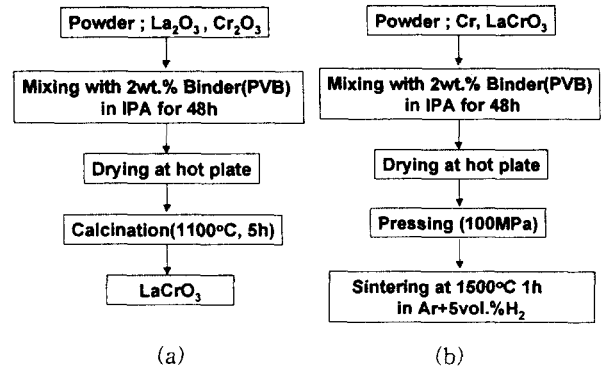 Powder ; La₂O₃ , Cr₂O₃
Mixing with 2wt.% Binder(PVB)
in IPA for 48h
Drying at hot plate
Calcination(1100ºC, 5h)
LaCrO₃
(a)
Powder ; Cr, LaCrO₃
Mixing with 2wt.% Binder(PVB)
in IPA for 48h
Drying at hot plate
Pressing (100MPa)
Sintering at 1500ºC 1h
in Ar+5vol.%H₂
(b)